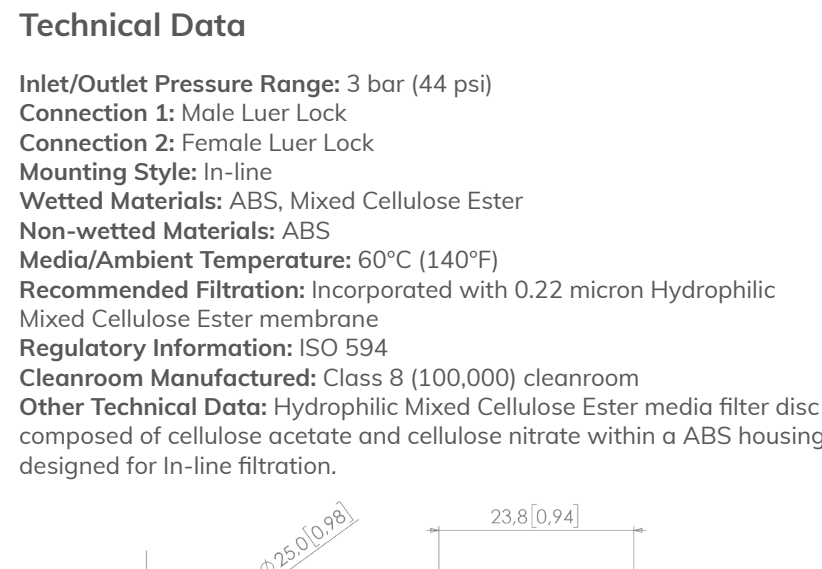 Technical Data
Inlet/Outlet Pressure Range: 3 bar (44 psi)
Connection 1: Male Luer Lock
Connection 2: Female Luer Lock
Mounting Style: In-line
Wetted Materials: ABS, Mixed Cellulose Ester
Non-wetted Materials: ABS
Media/Ambient Temperature: 60°C (140°F)
Recommended Filtration: Incorporated with 0.22 micron Hydrophilic
Mixed Cellulose Ester membrane
Regulatory Information: ISO 594
Cleanroom Manufactured: Class 8 (100,000) cleanroom
Other Technical Data: Hydrophilic Mixed Cellulose Ester media filter disc
composed of cellulose acetate and cellulose nitrate within a ABS housing
designed for In-line filtration.
∅ 25,0[0,98]
23,8[0,94]